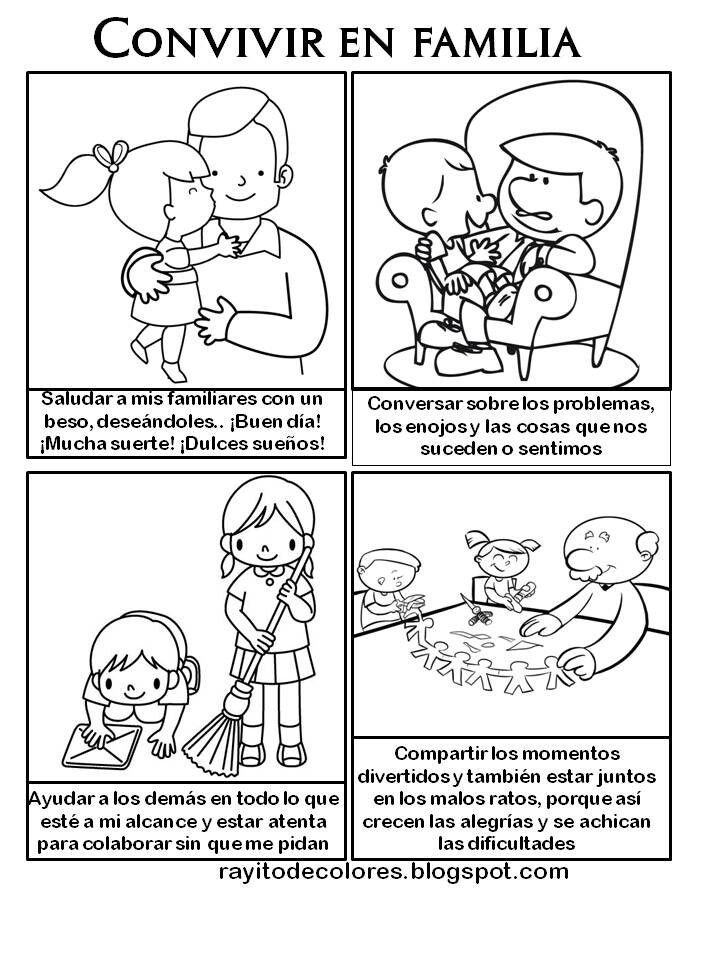 CONVIVIR EN FAMILIA
Saludar a mis familiares con un
beso, deseándoles.. ¡Buen día!
¡Mucha suerte! ¡Dulces sueños!
Conversar sobre los problemas,
los enojos y las cosas que nos
suceden o sentimos
Ayudar a los demás en todo lo que
esté a mi alcance y estar atenta
para colaborar sin que me pidan
Compartir los momentos
divertidos y también estar juntos
en los malos ratos, porque así
crecen las alegrías y se achican
las dificultades
rayitodecolores.blogspot.com